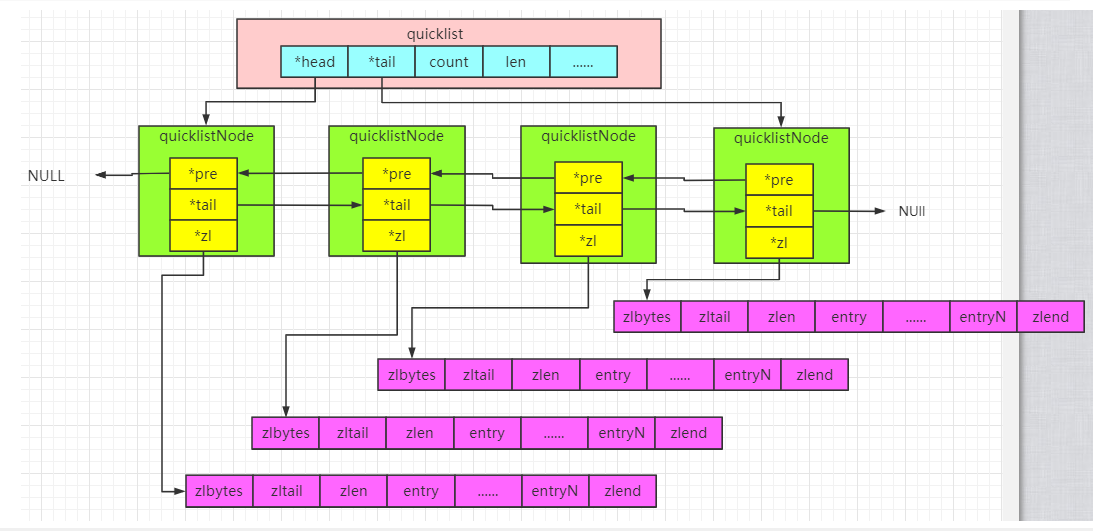 quicklist
*head *tail count len ......
quicklistNode quicklistNode quicklistNode quicklistNode
NULL *pre *pre *pre *pre
*tail *tail *tail *tail NUll
*zl *zl *zl *zl
zlbytes zltail zlen entry ...... entryN zlend
zlbytes zltail zlen entry ...... entryN zlend
zlbytes zltail zlen entry ...... entryN zlend
zlbytes zltail zlen entry ...... entryN zlend